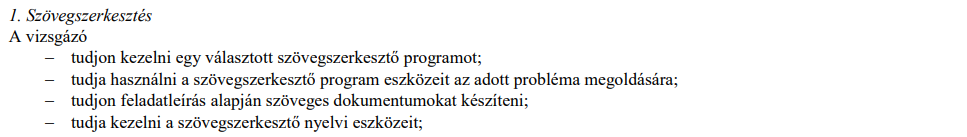 1. Szövegszerkesztés
A vizsgázó
– tudjon kezelni egy választott szövegszerkesztő programot;
– tudja használni a szövegszerkesztő program eszközeit az adott probléma megoldására;
– tudjon feladatleírás alapján szöveges dokumentumokat készíteni;
– tudja kezelni a szövegszerkesztő nyelvi eszközeit;